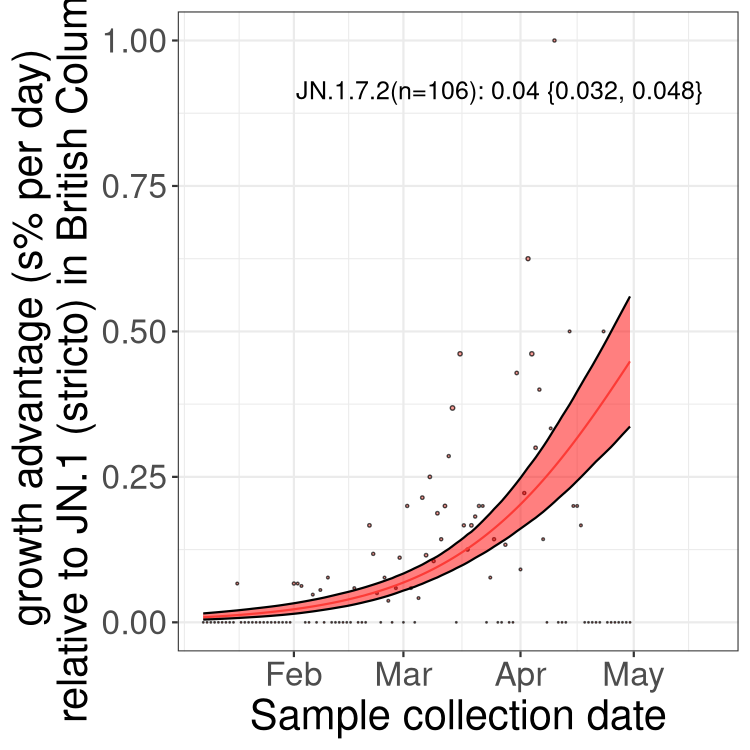 growth advantage (s% per day)
relative to JN.1 (stricto) in British Colum
1.00
0.75
0.50
0.25
0.00
JN.1.7.2(n=106): 0.04 {0.032, 0.048}
Feb Mar Apr May
Sample collection date